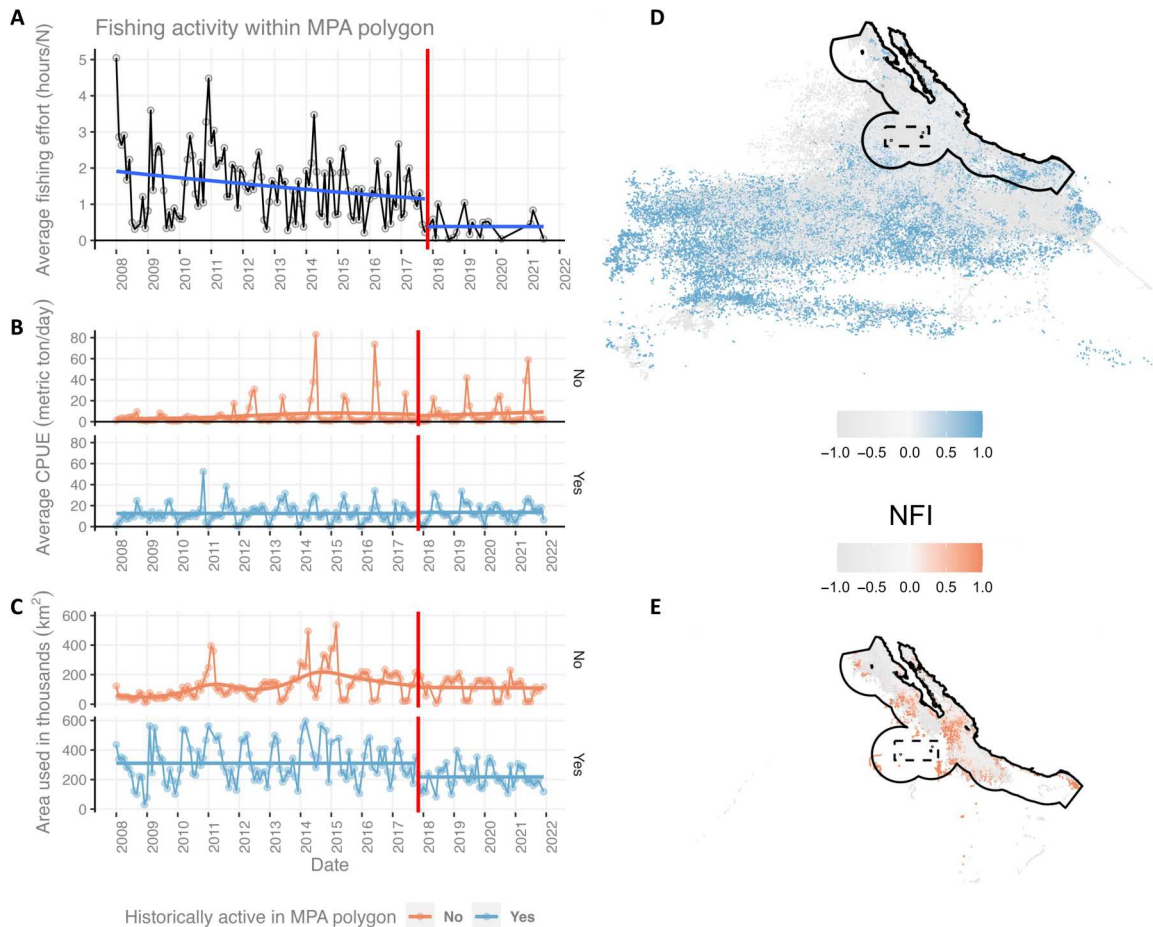 A
Fishing activity within MPA polygon
Average fishing effort (hours/N)
5
4
3
2
1
0
2008 2009 2010 2011 2012 2013 2014 2015 2016 2017 2018 2019 2020 2021 2022
B
Average CPUE (metric ton/day)
80
60
40
20
0
No
80
60
40
20
0
Yes
2008 2009 2010 2011 2012 2013 2014 2015 2016 2017 2018 2019 2020 2021 2022
C
Area used in thousands (km²)
600
400
200
0
No
600
400
200
0
Yes
2008 2009 2010 2011 2012 2013 2014 2015 2016 2017 2018 2019 2020 2021 2022
Date
Historically active in MPA polygon No Yes
D
−1.0 −0.5 0.0 0.5 1.0
NFI
−1.0 −0.5 0.0 0.5 1.0
E